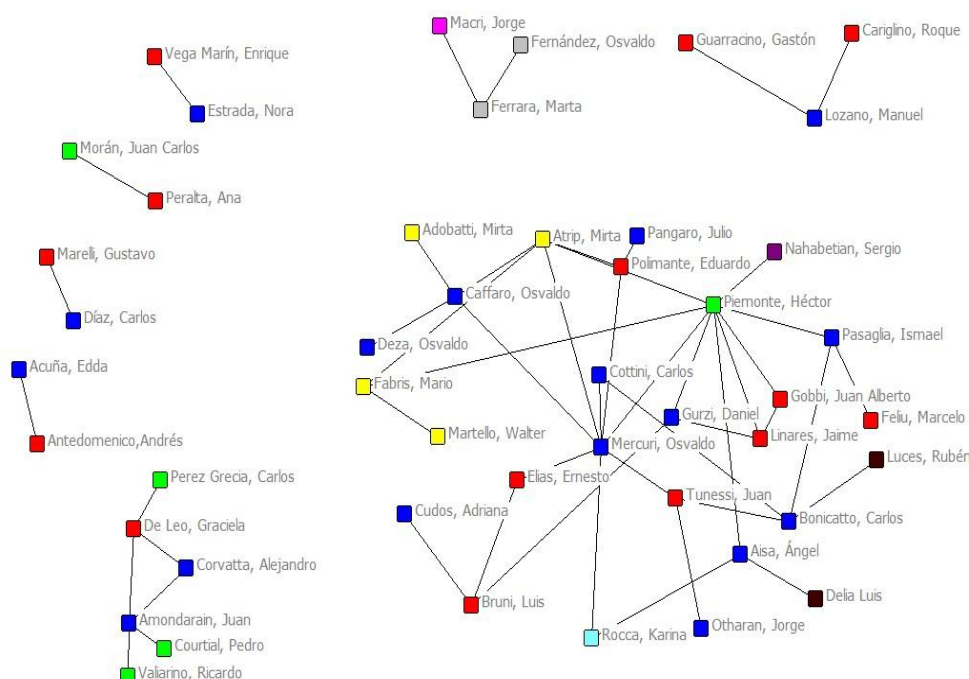 Macri, Jorge
Fernández, Osvaldo
Ferrara, Marta
Guarracino, Gastón
Cariglino, Roque
Lozano, Manuel
Vega Marín, Enrique
Estrada, Nora
Morán, Juan Carlos
Peralta, Ana
Marelli, Gustavo
Díaz, Carlos
Acuña, Edda
Antedomenico,Andrés
Adobatti, Mirta
Atrip, Mirta
Pangaro, Julio
Polimante, Eduardo
Nahabetian, Sergio
Caffaro, Osvaldo
Piemonte, Héctor
Deza, Osvaldo
Pasaglia, Ismael
Fabris, Mario
Cottini, Carlos
Gobbi, Juan Alberto
Gurzi, Daniel
Feliu, Marcelo
Martello, Walter
Mercuri, Osvaldo
Linares, Jaime
Luces, Rubén
Elias, Ernesto
Tunessi, Juan
Cudos, Adriana
Bonicatto, Carlos
Aisa, Ángel
Bruni, Luis
Delia Luis
Rocca, Karina
Otharan, Jorge
Perez Grecia, Carlos
De Leo, Graciela
Corvatta, Alejandro
Amondarain, Juan
Courtial, Pedro
Valiarino, Ricardo